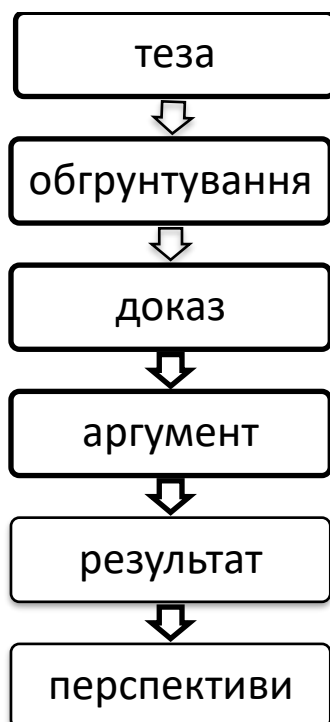 теза
обгрунтування
доказ
аргумент
результат
перспективи